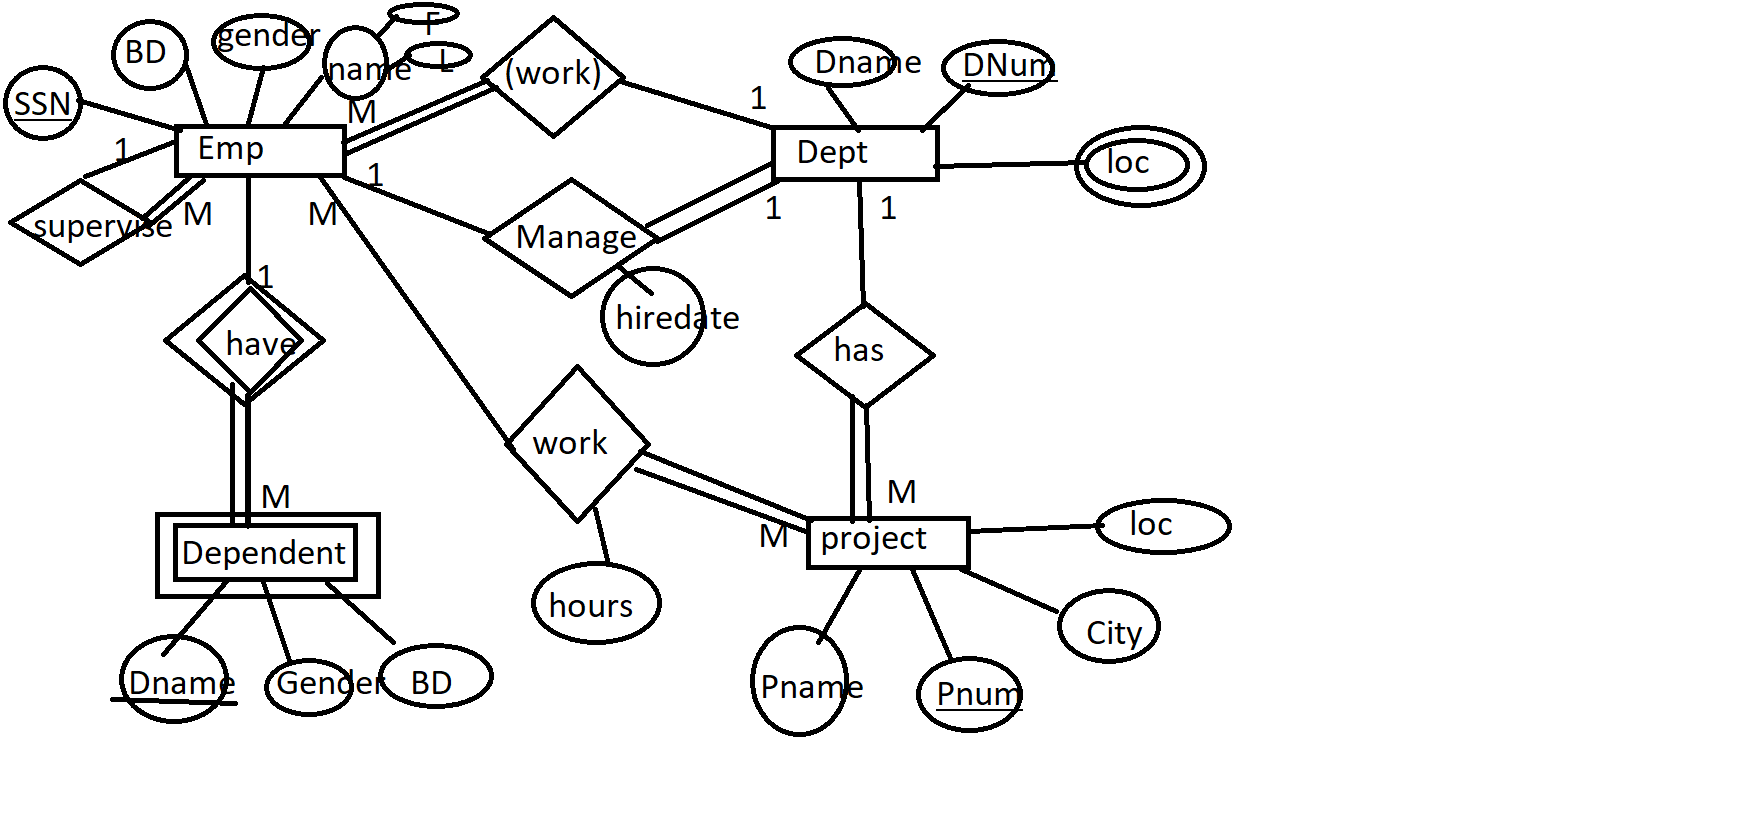 F
gender
L
BD
name
(work)
Dname
DNum
SSN
M
1
1
Emp
Dept
loc
1
supervise
M
M
Manage
1
1
1
hiredate
have
has
work
M
M
M
project
loc
Dependent
hours
City
Dname
Gender
BD
Pname
Pnum